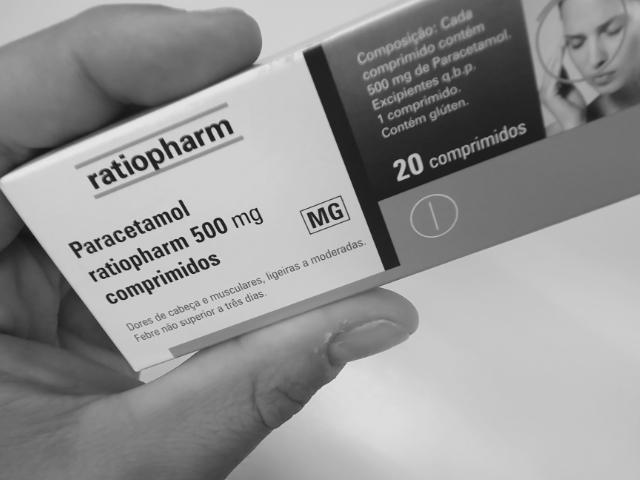 ratiopharm
Paracetamol
ratiopharm 500 mg
comprimidos
MG
Dores de cabeça e musculares, ligeiras a moderadas.
Febre não superior a três dias.
Composição: Cada
comprimido contém
500 mg de Paracetamol.
Excipientes q.b.p.
1 comprimido.
Contém glúten.
20 comprimidos